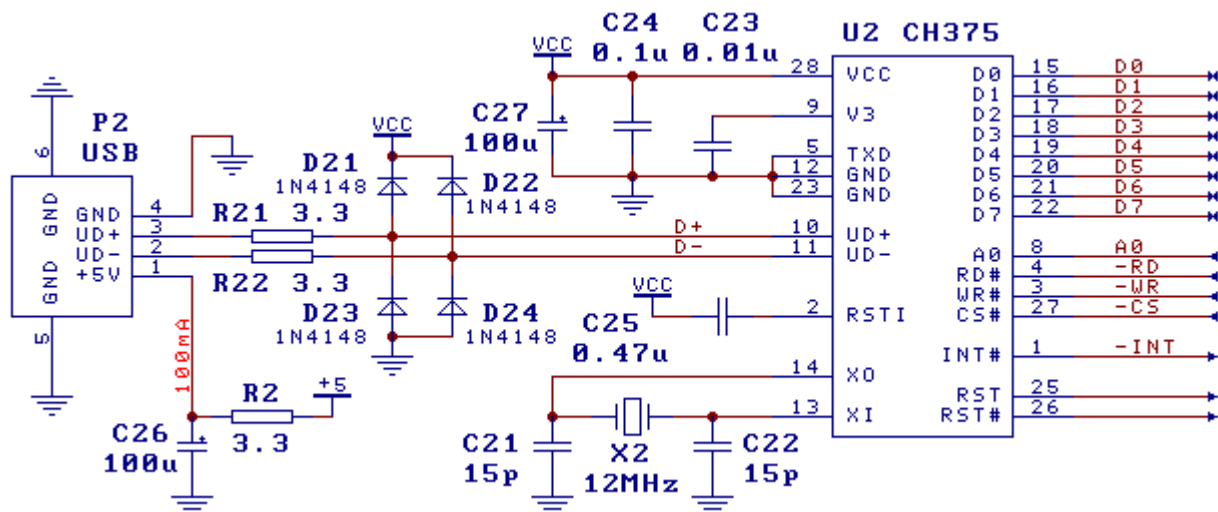 C24
C23
U2 CH375
VCC
0.1u
0.01u
28
VCC
D0
15
D0
D1
16
D1
9
V3
D2
17
D2
P2
USB
6
VCC
C27
100u
D3
18
D3
5
TXD
D4
19
D4
D21
1N4148
D22
1N4148
12
GND
D5
20
D5
23
GND
D6
21
D6
D7
22
D7
GND
GND
4
R21
3.3
UD+
3
D+
10
UD+
UD-
2
D-
11
UD-
A0
8
A0
+5V
1
RD#
4
-RD
R22
3.3
VCC
WR#
3
-WR
GND
5
D23
1N4148
D24
1N4148
C25
0.47u
2
RSTI
CS#
27
-CS
100mA
INT#
1
-INT
14
XO
R2
3.3
+5
RST
25
13
XI
RST#
26
C26
100u
C21
15p
X2
12MHz
C22
15p